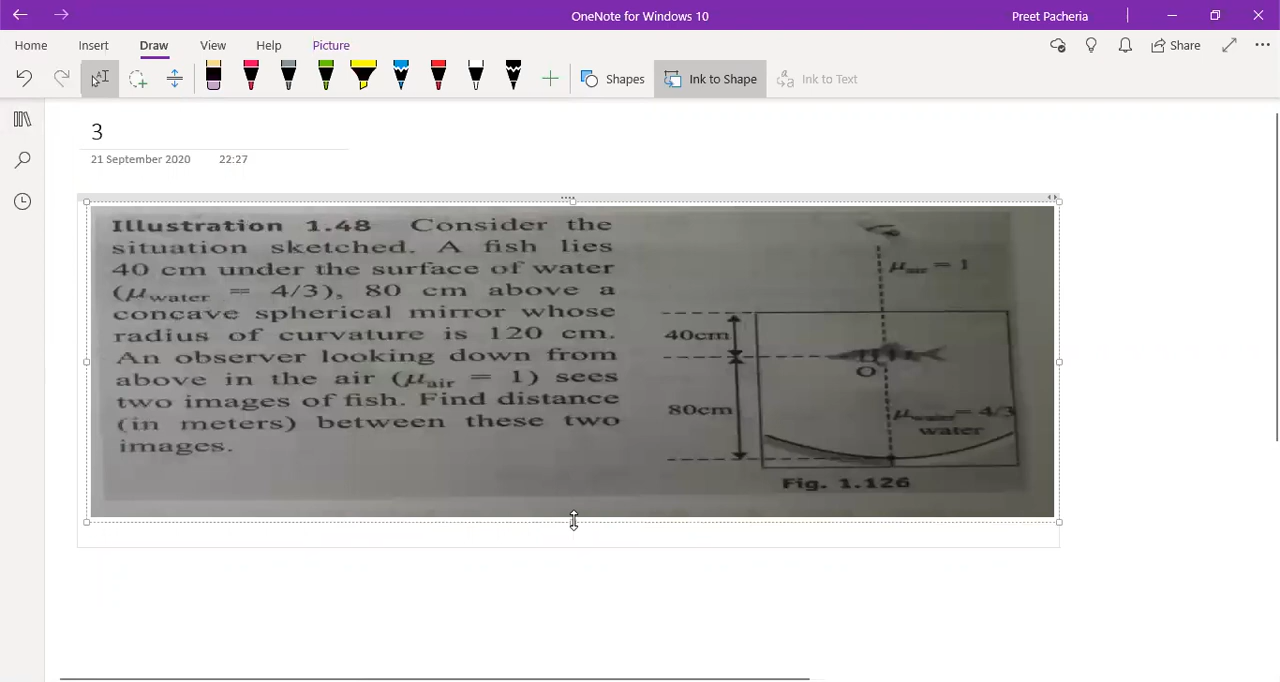 OneNote for Windows 10
Preet Pacheria
Home Insert Draw View Help Picture
Share
Shapes
Ink to Shape
Ink to Text
3
21 September 2020 22:27
Illustration 1.48 Consider the
situation sketched. A fish lies
40 cm under the surface of water
(μwater = 4/3), 80 cm above a
concave spherical mirror whose
radius of curvature is 120 cm.
An observer looking down from
above in the air (μair = 1) sees
two images of fish. Find distance
(in meters) between these two
images.
μair = 1
40cm
O
80cm
μwater = 4/3
water
Fig. 1.126